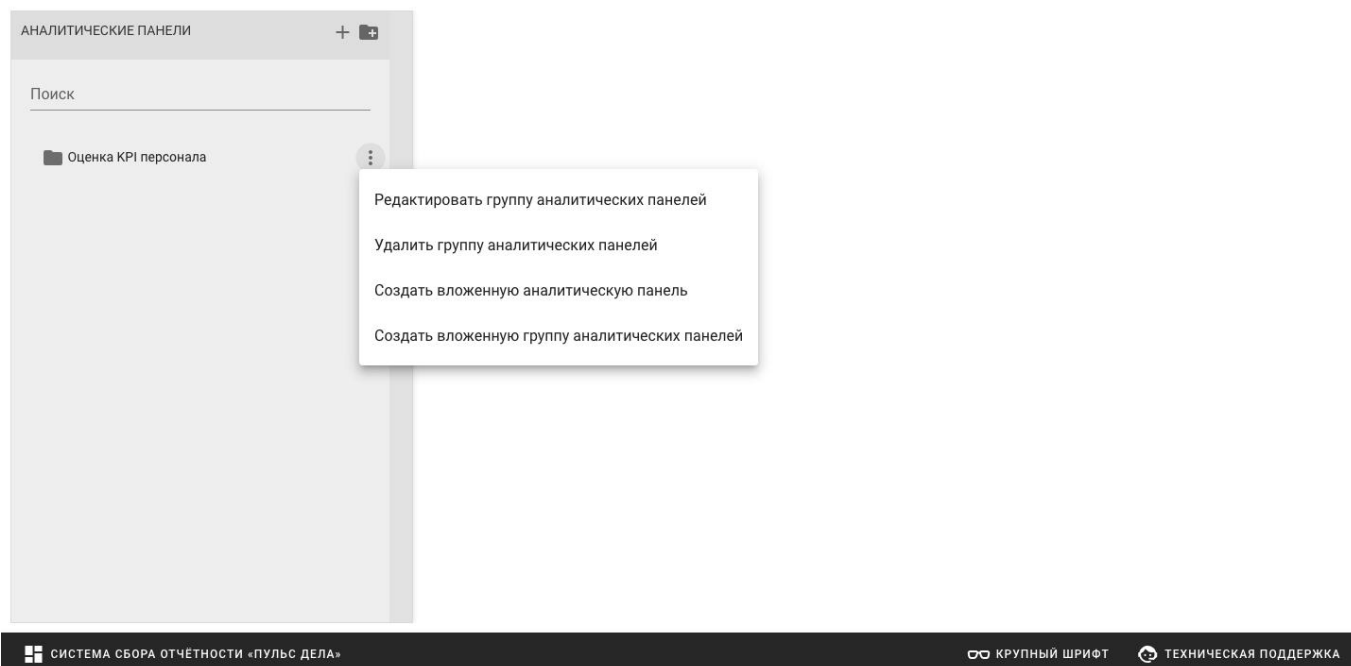 АНАЛИТИЧЕСКИЕ ПАНЕЛИ
Поиск
Оценка KPI персонала
Редактировать группу аналитических панелей
Удалить группу аналитических панелей
Создать вложенную аналитическую панель
Создать вложенную группу аналитических панелей
СИСТЕМА СБОРА ОТЧЁТНОСТИ «ПУЛЬС ДЕЛА»
КРУПНЫЙ ШРИФТ
ТЕХНИЧЕСКАЯ ПОДДЕРЖКА